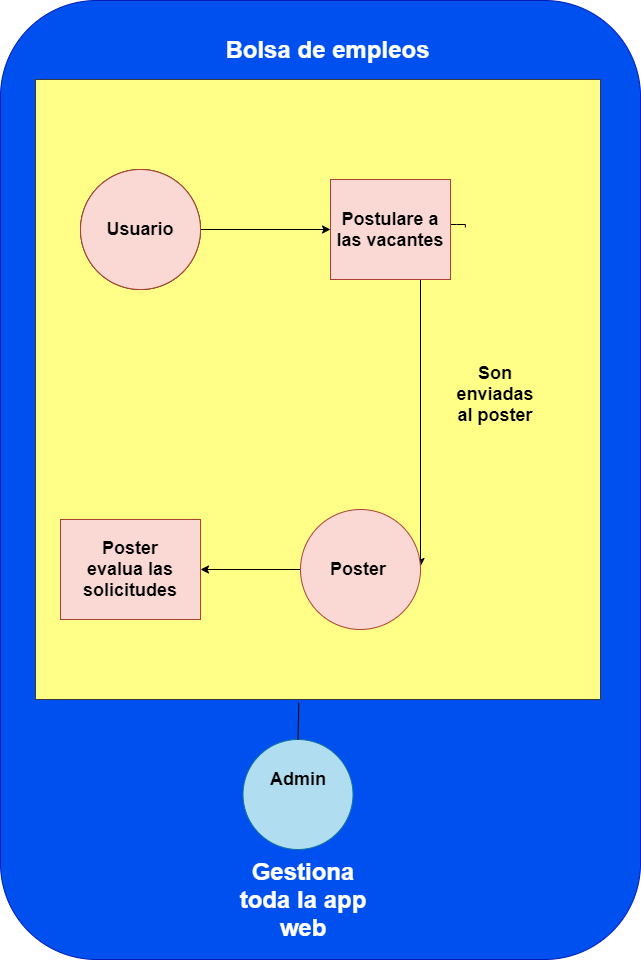 Bolsa de empleos
Usuario
Postulare a
las vacantes
Son
enviadas
al poster
Poster
evalua las
solicitudes
Poster
Admin
Gestiona
toda la app
web